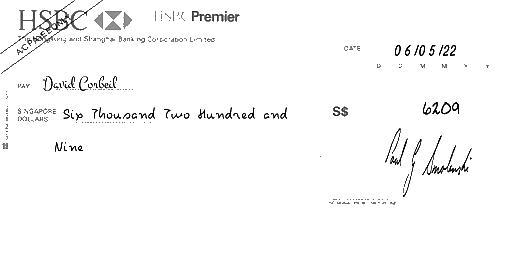 HSBC HSBC Premier
The Hongkong and Shanghai Banking Corporation Limited
A/C PAYEE ONLY
DATE 06/05/22
D D M M Y Y
PAY David Corbeil
SINGAPORE DOLLARS Six Thousand Two Hundred and
Nine
S$ 6209
Paul G Smolenski